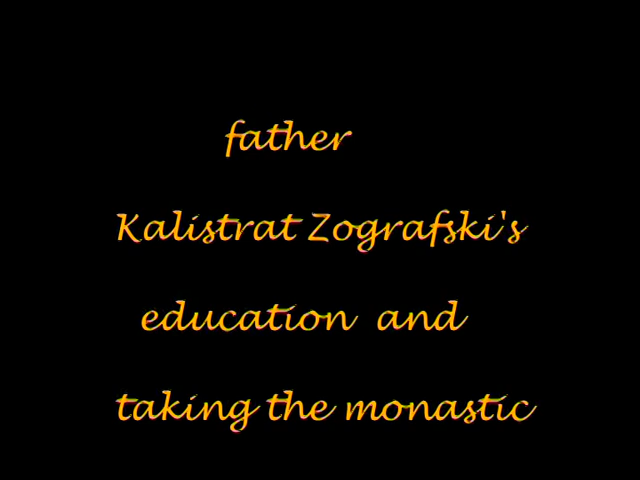 father
Kalistrat Zografski's
education and
taking the monastic